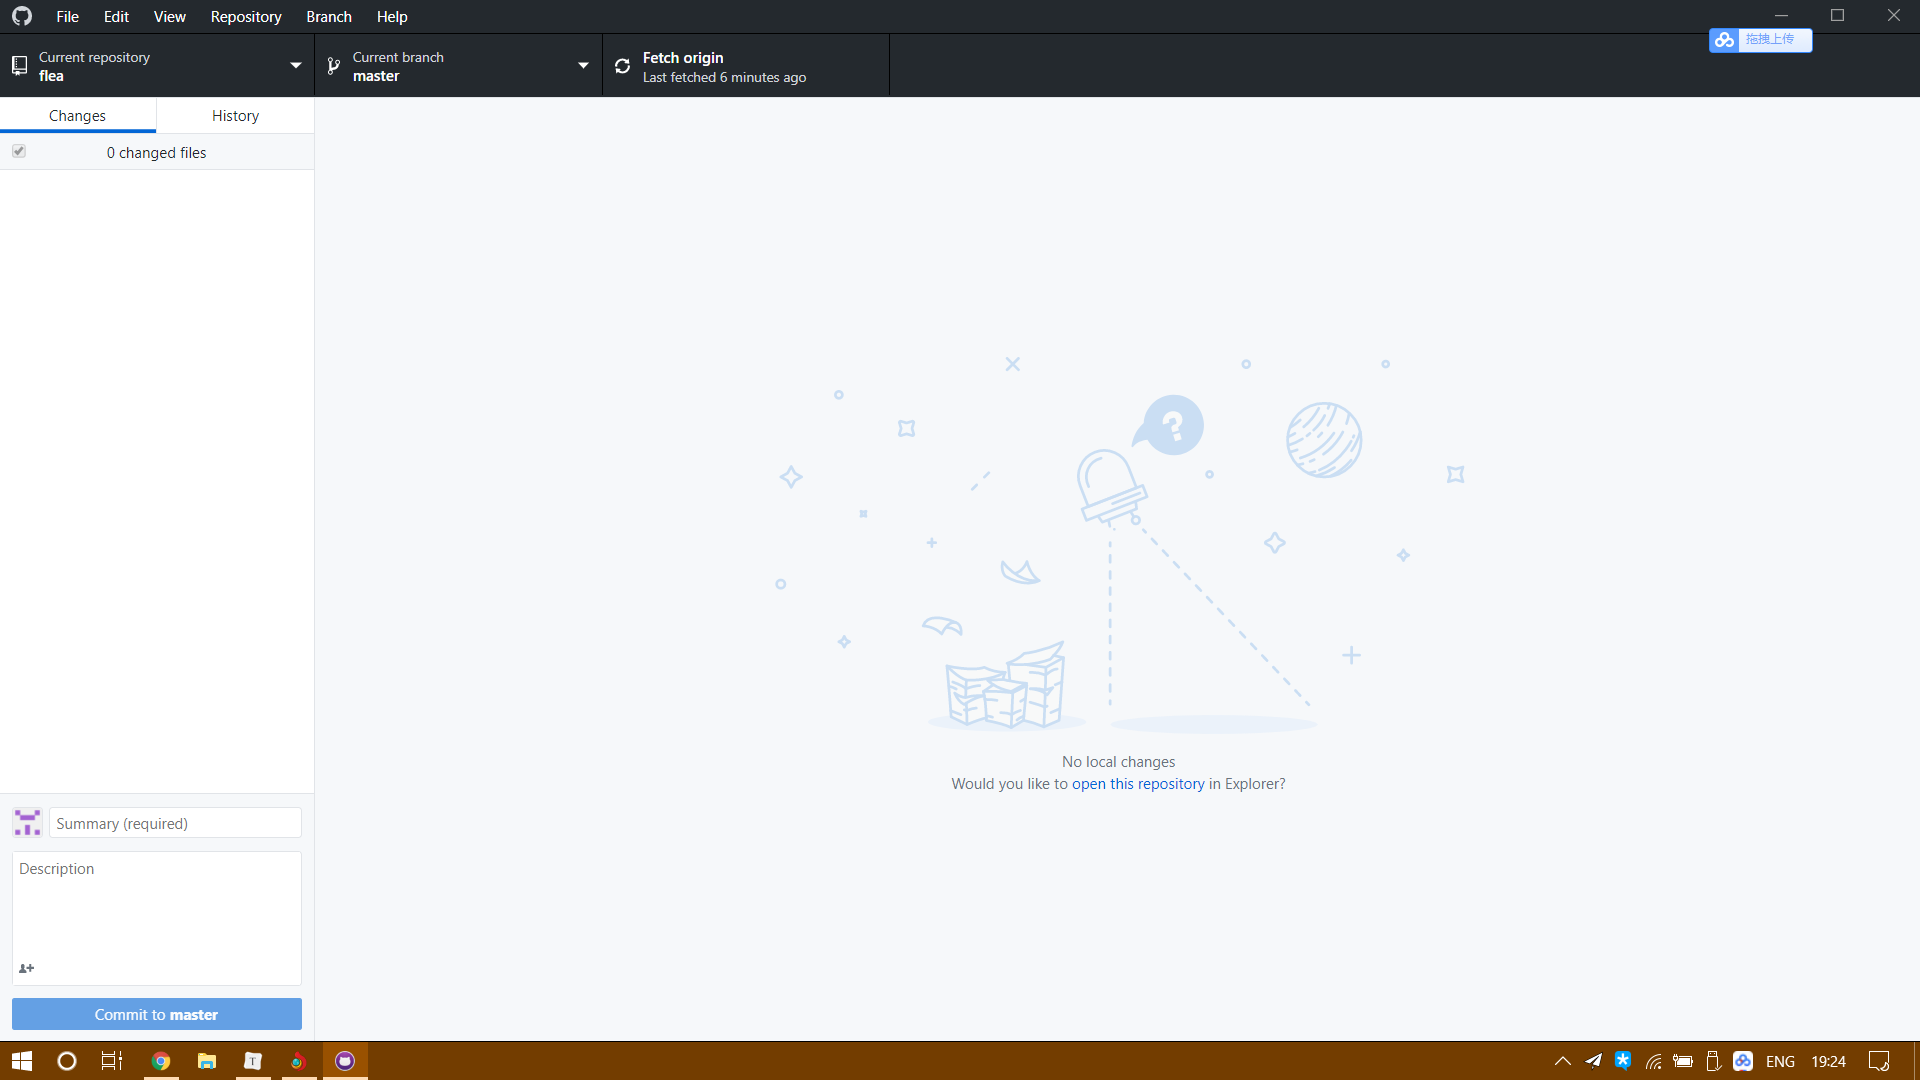 File Edit View Repository Branch Help
拖拽上传
Current repository
flea
Current branch
master
Fetch origin
Last fetched 6 minutes ago
Changes History
0 changed files
?
No local changes
Would you like to open this repository in Explorer?
Summary (required)
Description
Commit to master
T
ENG 19:24